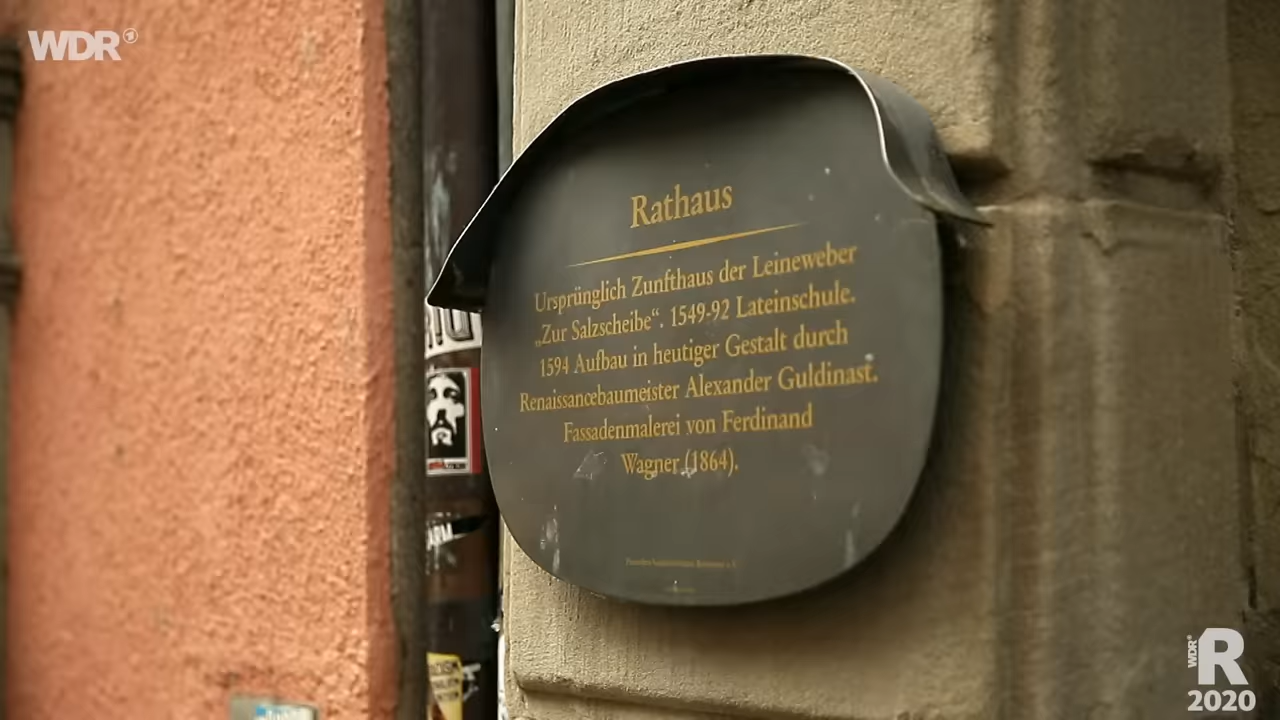 WDR
Rathaus
Ursprünglich Zunfthaus der Leineweber
„Zur Salzscheibe“. 1549-92 Lateinschule.
1594 Aufbau in heutiger Gestalt durch
Renaissancebaumeister Alexander Guldinast.
Fassadenmalerei von Ferdinand
Wagner (1864).
WDR
R
2020